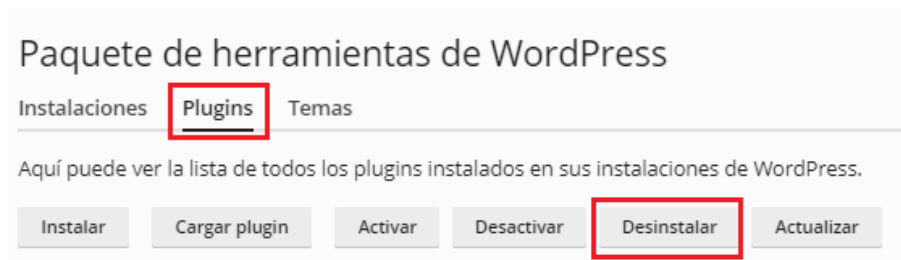 Paquete de herramientas de WordPress
Instalaciones Plugins Temas
Aquí puede ver la lista de todos los plugins instalados en sus instalaciones de WordPress.
Instalar Cargar plugin Activar Desactivar Desinstalar Actualizar